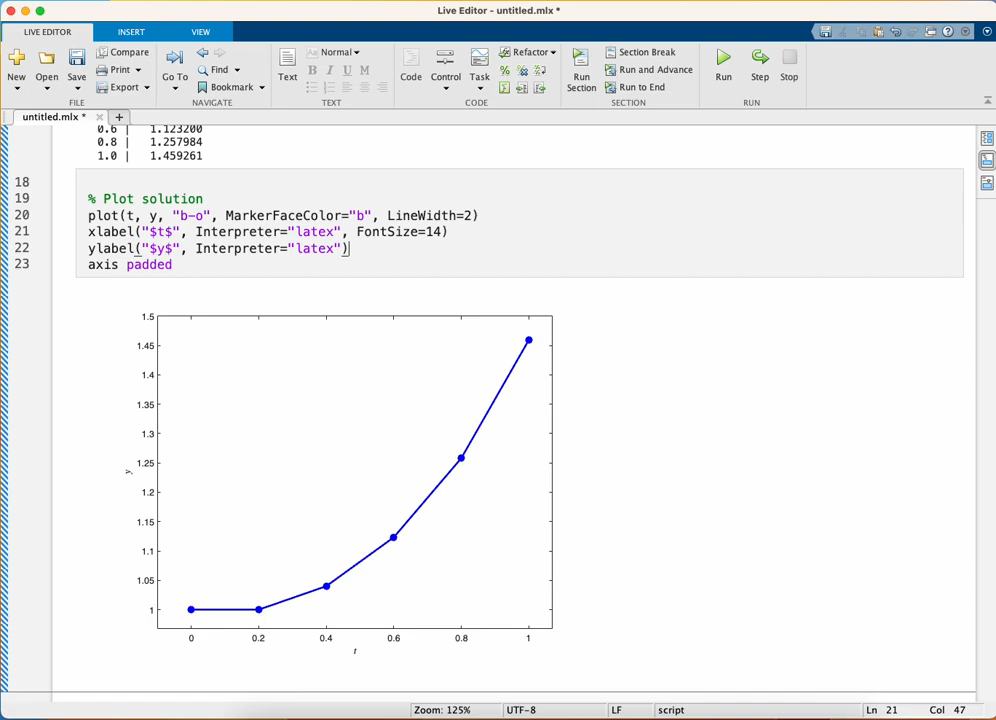 Live Editor - untitled.mlx *
LIVE EDITOR INSERT VIEW
New Open Save Compare Print Export
FILE
Go To Find Bookmark
NAVIGATE
Text Normal
B I U M
TEXT
Code Control Task Refactor
CODE
Run Section Section Break
Run and Advance
Run to End
SECTION
Run Step Stop
RUN
untitled.mlx * × +
0.6 | 1.123200
0.8 | 1.257984
1.0 | 1.459261
18
19 % Plot solution
20 plot(t, y, "b-o", MarkerFaceColor="b", LineWidth=2)
21 xlabel("$t$", Interpreter="latex", FontSize=14)
22 ylabel("$y$", Interpreter="latex")
23 axis padded
1.5
1.45
1.4
1.35
1.3
1.25
y
1.2
1.15
1.1
1.05
1
0 0.2 0.4 0.6 0.8 1
t
Zoom: 125% UTF-8 LF script Ln 21 Col 47